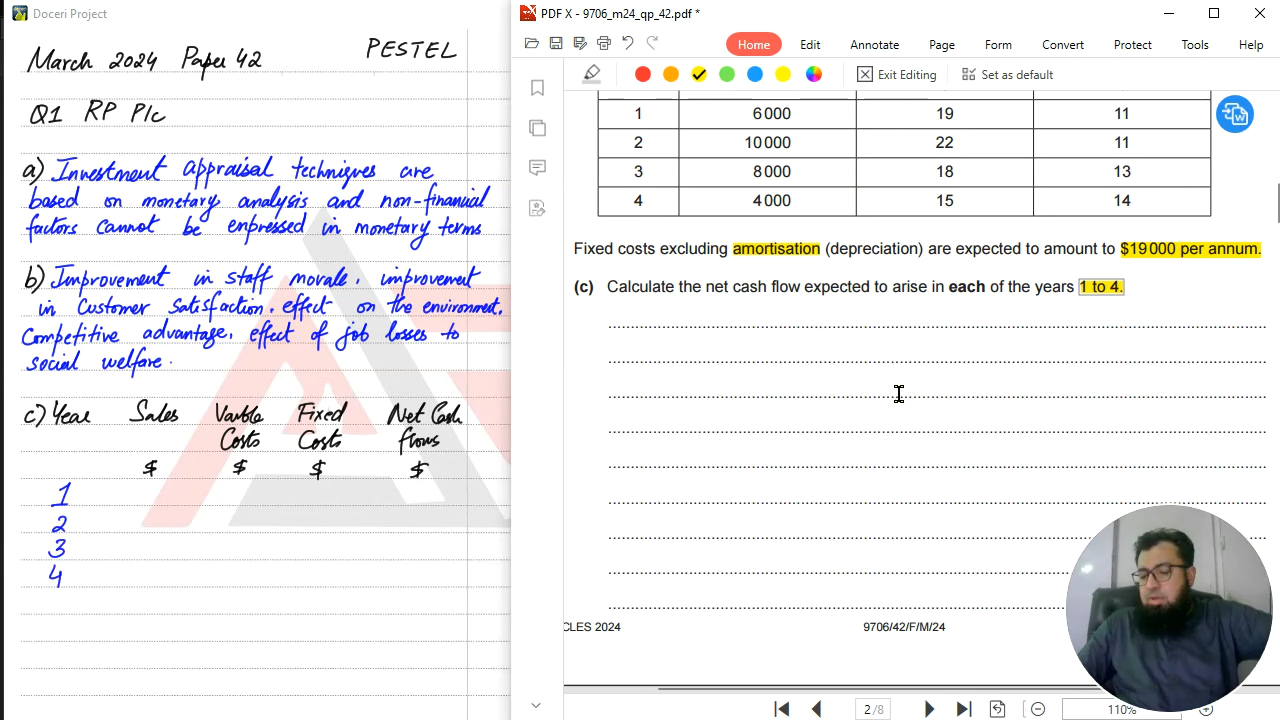 Doceri Project
March 2024 Paper 42 PESTEL
Q1 RP Plc
a) Investment appraisal techniques are
based on monetary analysis and non-financial
factors cannot be expressed in monetary terms
b) Improvement in staff morale, improvement
in customer satisfaction, effect on the environment,
Competitive advantage, effect of job losses to
social welfare.
c) Year Sales Varble Fixed Net Cash
Costs Costs flows
$ $ $ $
1
2
3
4
PDF X - 9706_m24_qp_42.pdf *
Home Edit Annotate Page Form Convert Protect Tools Help
Exit Editing Set as default
1 6000 19 11
2 10000 22 11
3 8000 18 13
4 4000 15 14
Fixed costs excluding amortisation (depreciation) are expected to amount to $19000 per annum.
(c) Calculate the net cash flow expected to arise in each of the years 1 to 4.
CLES 2024 9706/42/F/M/24
2/8 110%